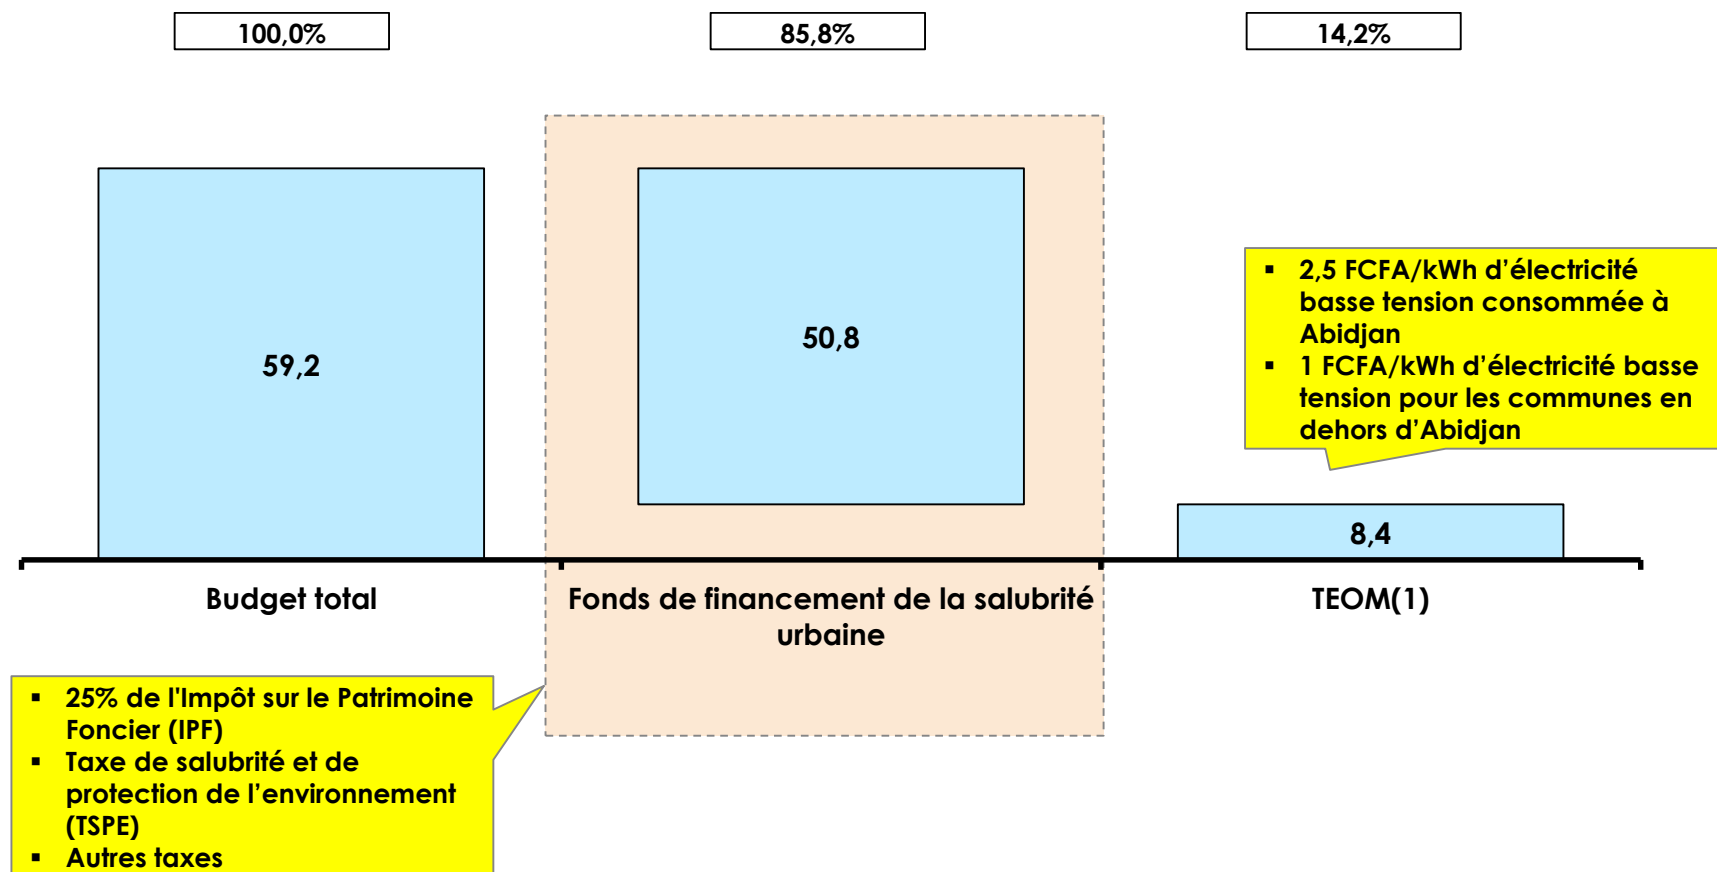 100,0%
85,8%
14,2%
59,2
50,8
▪ 2,5 FCFA/kWh d’électricité
basse tension consommée à
Abidjan
▪ 1 FCFA/kWh d’électricité basse
tension pour les communes en
dehors d’Abidjan
8,4
Budget total
Fonds de financement de la salubrité
urbaine
TEOM(1)
▪ 25% de l'Impôt sur le Patrimoine
Foncier (IPF)
▪ Taxe de salubrité et de
protection de l’environnement
(TSPE)
▪ Autres taxes